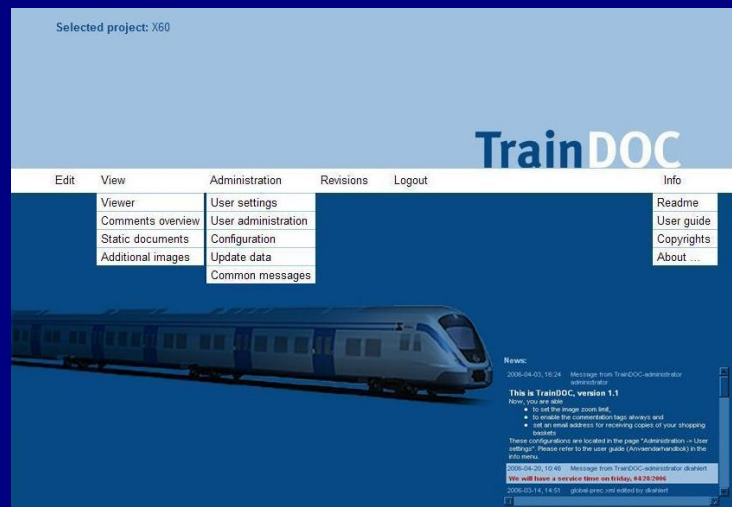 Selected project: X60
TrainDOC
Edit View Administration Revisions Logout Info
Viewer
Comments overview
Static documents
Additional images
User settings
User administration
Configuration
Update data
Common messages
Readme
User guide
Copyrights
About ...
News:
2006-04-03, 16:24 Message from TrainDOC-administrator
administrator
This is TrainDOC, version 1.1
Now, you are able
• to set the image zoom limit,
• to enable the commentation tags always and
• set an email address for receiving copies of your shopping
baskets
These configurations are located in the page "Administration -> User
settings". Please refer to the user guide (Anvaendarhandbok) in the
info menu.
2006-04-20, 10:46 Message from TrainDOC-administrator dkahlert
We will have a service time on friday, 04/28/2006
2006-03-14, 14:51 global-prec.xml edited by dkahlert